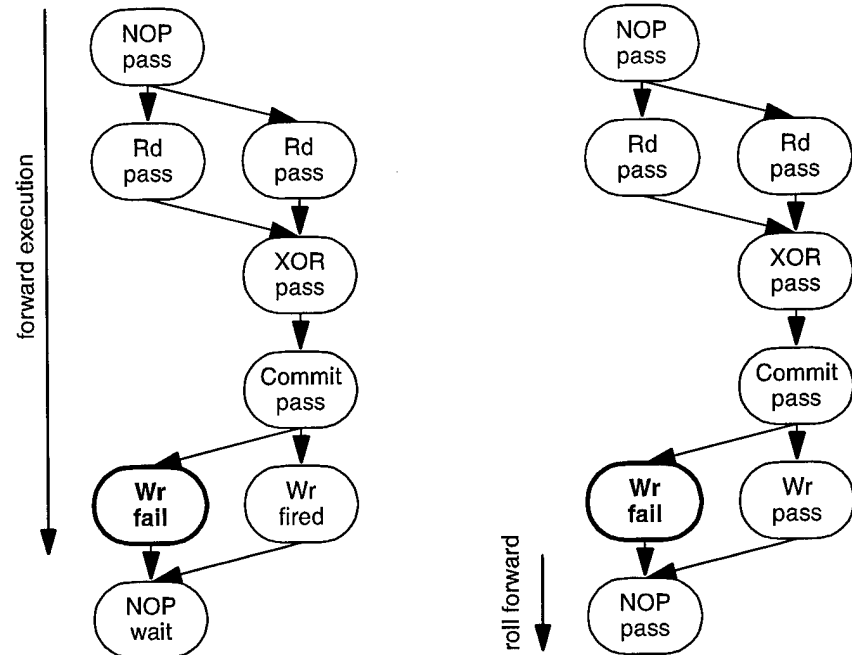 NOP
pass
Rd
pass
Rd
pass
XOR
pass
Commit
pass
Wr
fail
Wr
fired
NOP
wait
forward execution
NOP
pass
Rd
pass
Rd
pass
XOR
pass
Commit
pass
Wr
fail
Wr
pass
NOP
pass
roll forward